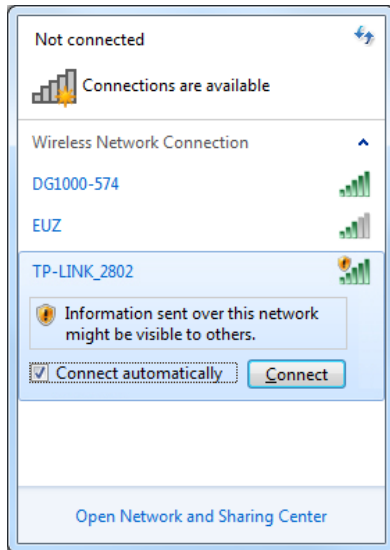 Not connected
Connections are available
Wireless Network Connection
DG1000-574
EUZ
TP-LINK_2802
Information sent over this network
might be visible to others.
Connect automatically
Connect
Open Network and Sharing Center